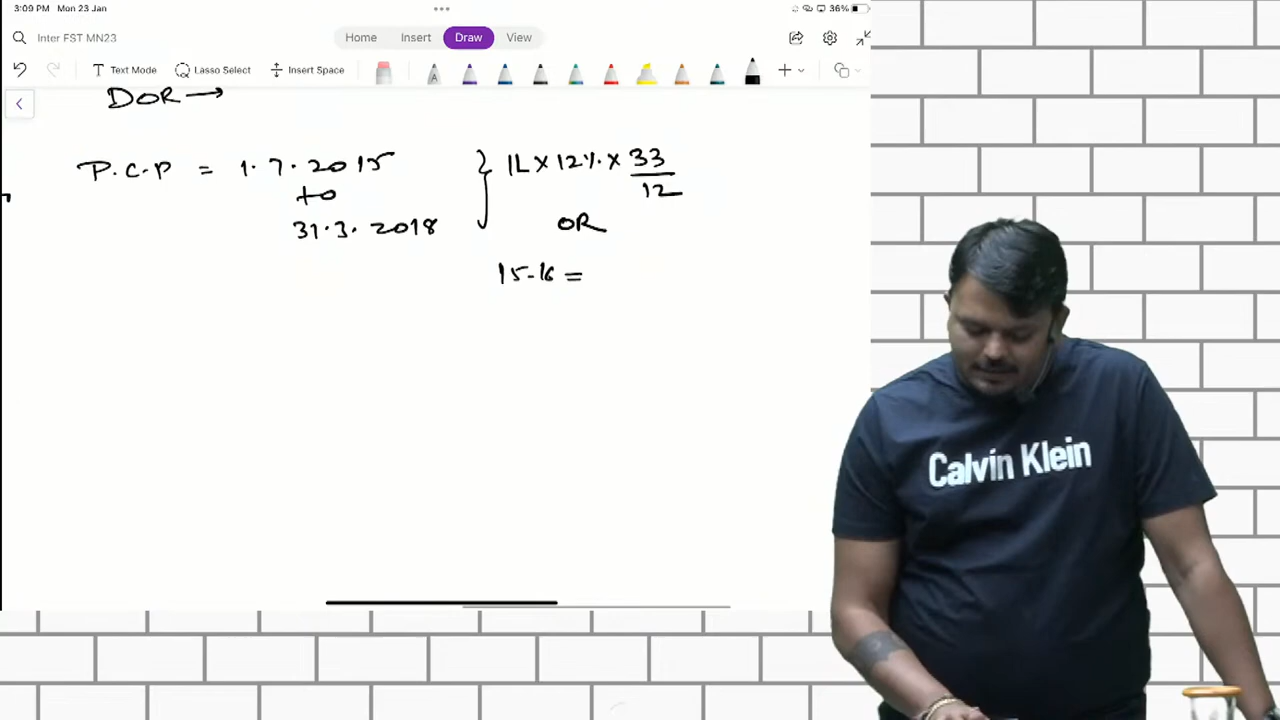 3:09 PM Mon 23 Jan
36%
Inter FST MN23
Home Insert Draw View
Text Mode Lasso Select Insert Space
DOR →
P.C.P = 1.7.2015
to
31.3.2018
1L × 12% × 33
12
OR
15-16 =
Calvin Klein